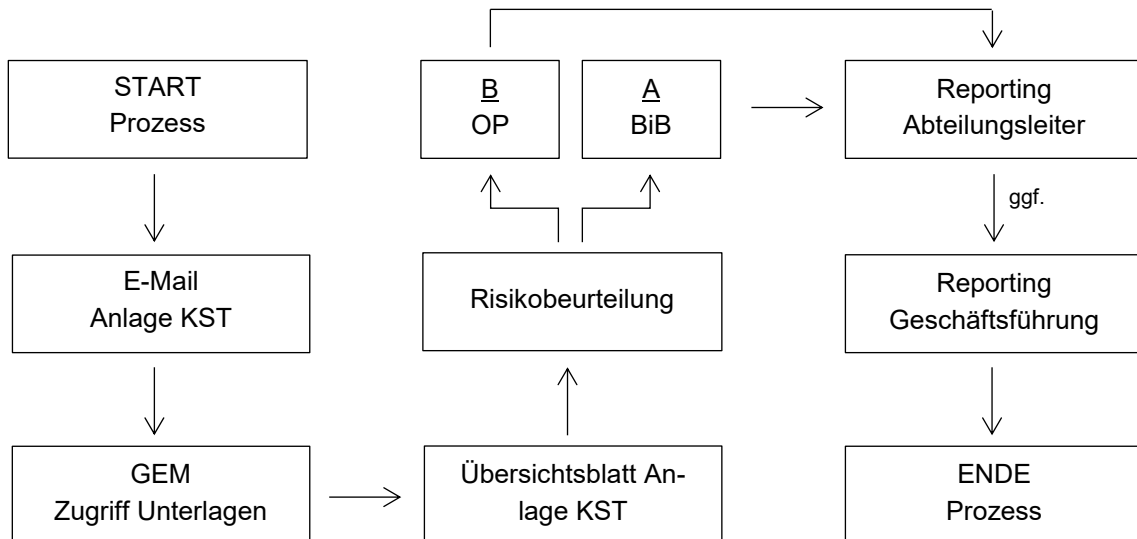 START
Prozess
E-Mail
Anlage KST
GEM
Zugriff Unterlagen
Übersichtsblatt An-
lage KST
Risikobeurteilung
B
OP
A
BiB
Reporting
Abteilungsleiter
ggf.
Reporting
Geschäftsführung
ENDE
Prozess